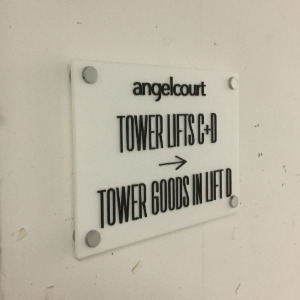 angelcourt
TOWER LIFTS C+D
→
TOWER GOODS IN LIFT D